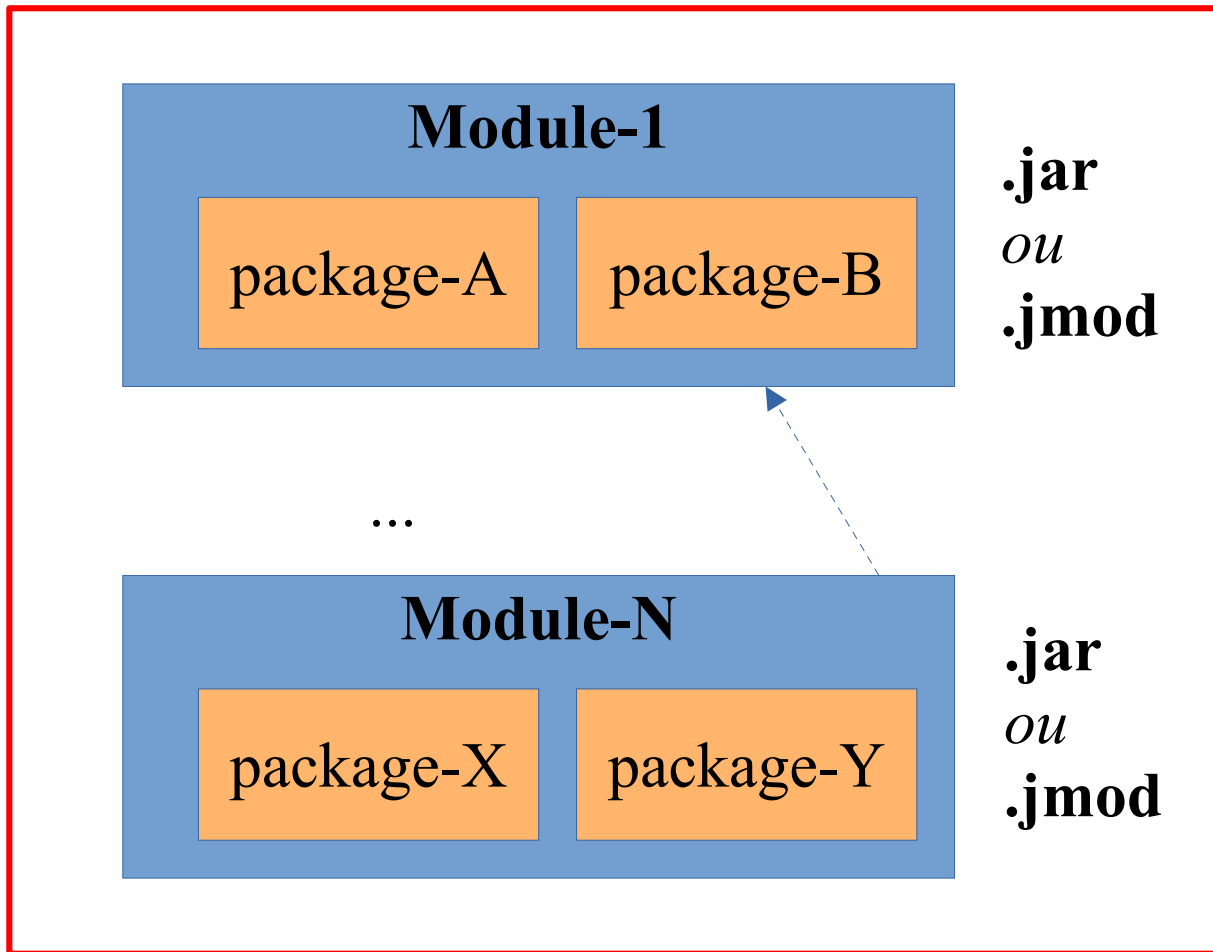 Module-1
package-A
package-B
.jar
ou
.jmod
...
Module-N
package-X
package-Y
.jar
ou
.jmod